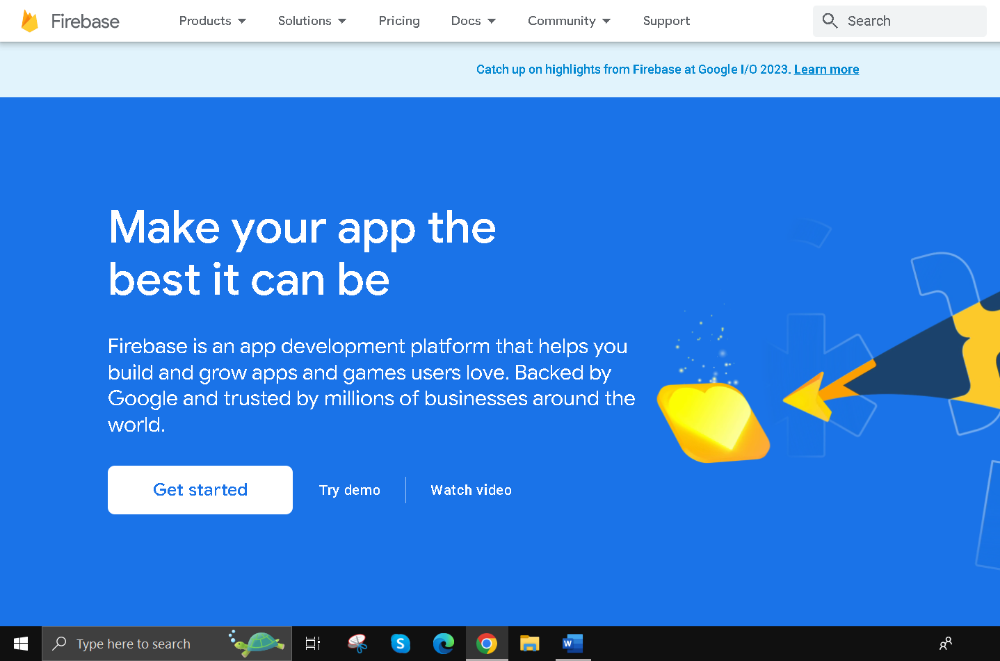 Firebase Products Solutions Pricing Docs Community Support Search
Catch up on highlights from Firebase at Google I/O 2023. Learn more
Make your app the
best it can be
Firebase is an app development platform that helps you
build and grow apps and games users love. Backed by
Google and trusted by millions of businesses around the
world.
Get started Try demo Watch video
Type here to search S W